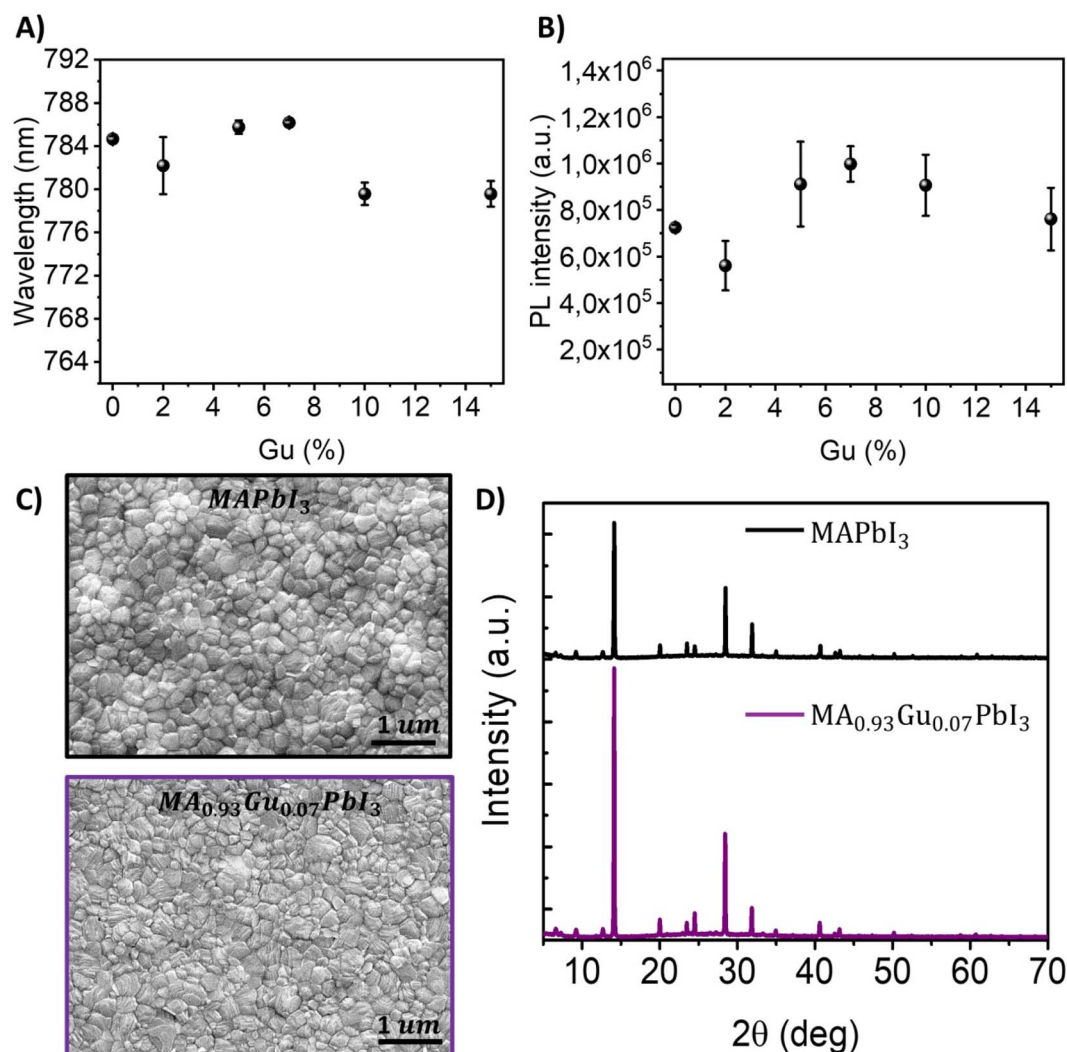 A)
792
788
784
780
776
772
768
764
Wavelength (nm)
0 2 4 6 8 10 12 14
Gu (%)
B)
1,4x10⁶
1,2x10⁶
1,0x10⁶
8,0x10⁵
6,0x10⁵
4,0x10⁵
2,0x10⁵
PL intensity (a.u.)
0 2 4 6 8 10 12 14
Gu (%)
C)
MAPbI₃
1 um
MA₀.₉₃Gu₀.₀₇PbI₃
1 um
D)
MAPbI₃
MA₀.₉₃Gu₀.₀₇PbI₃
Intensity (a.u.)
10 20 30 40 50 60 70
2θ (deg)